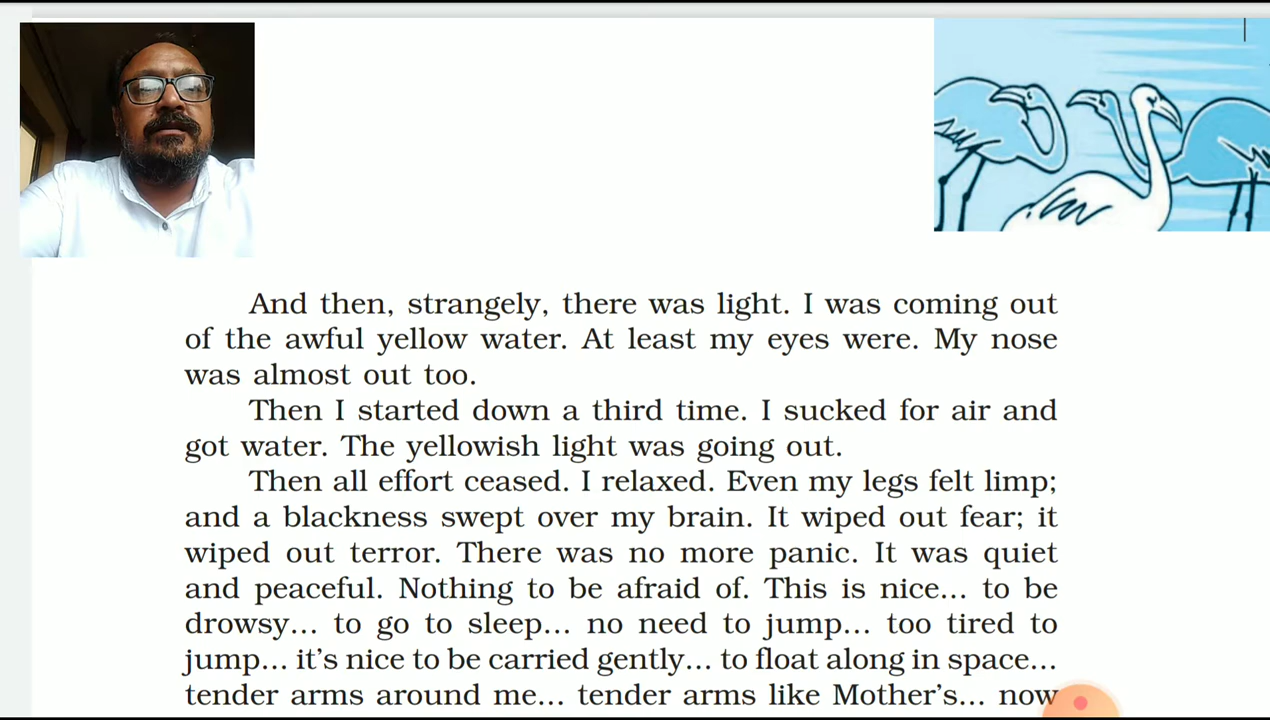 And then, strangely, there was light. I was coming out
of the awful yellow water. At least my eyes were. My nose
was almost out too.
Then I started down a third time. I sucked for air and
got water. The yellowish light was going out.
Then all effort ceased. I relaxed. Even my legs felt limp;
and a blackness swept over my brain. It wiped out fear; it
wiped out terror. There was no more panic. It was quiet
and peaceful. Nothing to be afraid of. This is nice... to be
drowsy... to go to sleep... no need to jump... too tired to
jump... it's nice to be carried gently... to float along in space...
tender arms around me... tender arms like Mother's... now